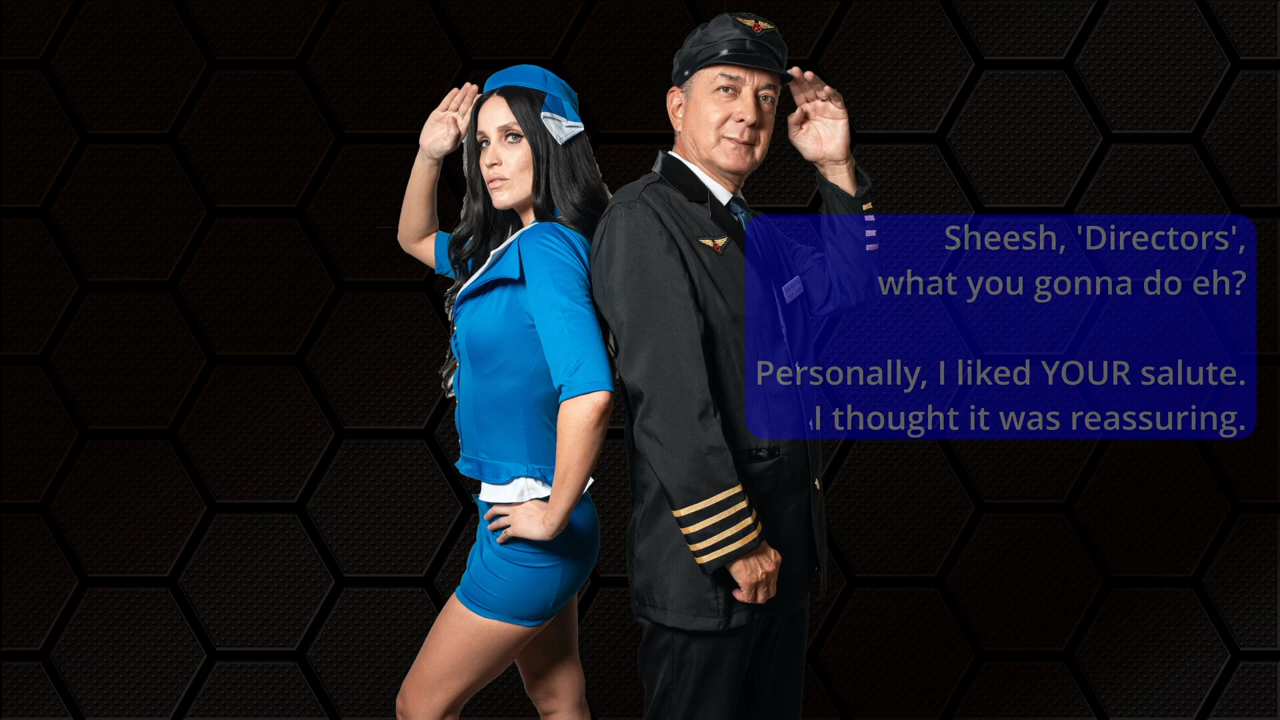 Sheesh, 'Directors',
what you gonna do eh?
Personally, I liked YOUR salute.
I thought it was reassuring.